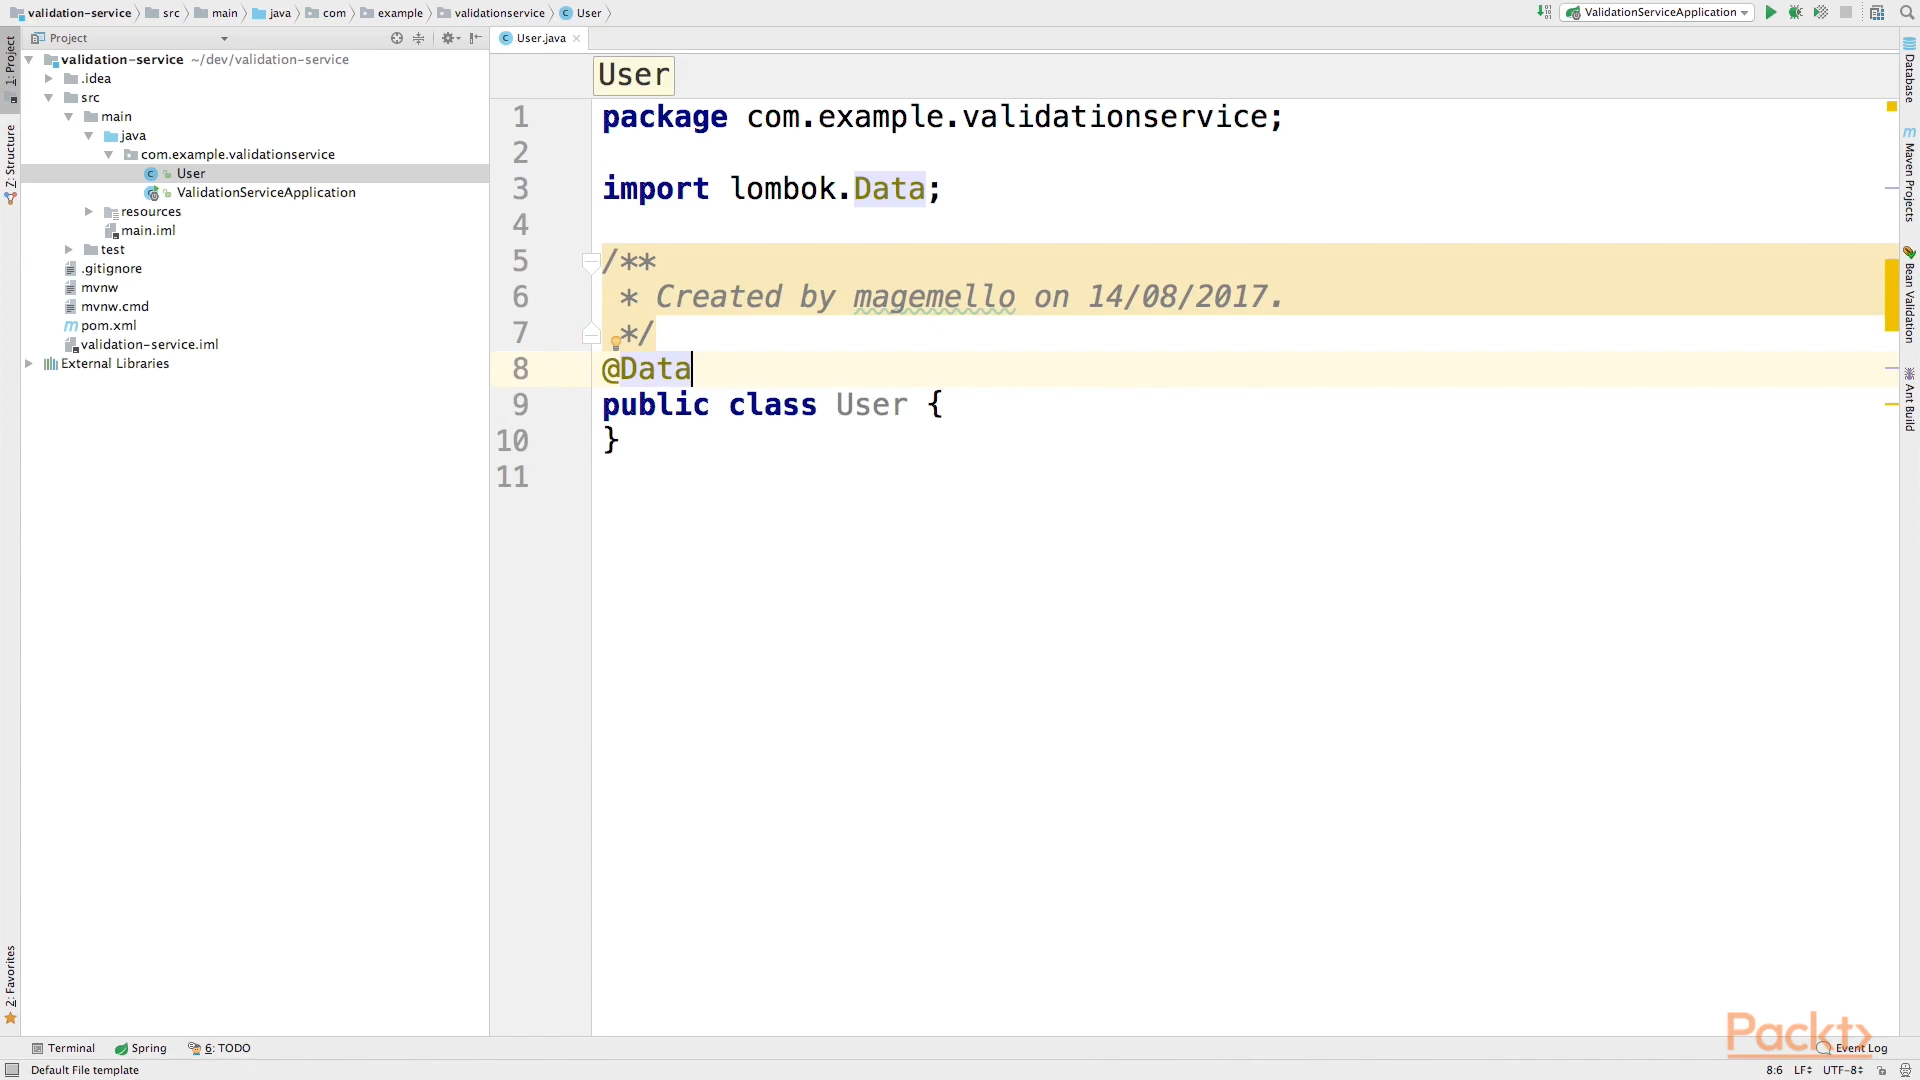 validation-service src main java com example validationservice User
ValidationServiceApplication
Project
User.java
validation-service ~/dev/validation-service
.idea
src
main
java
com.example.validationservice
User
ValidationServiceApplication
resources
main.iml
test
.gitignore
mvnw
mvnw.cmd
pom.xml
validation-service.iml
External Libraries
1: Project
Z: Structure
2: Favorites
User
1 package com.example.validationservice;
2
3 import lombok.Data;
4
5 /**
6 * Created by magemello on 14/08/2017.
7 */
8 @Data
9 public class User {
10 }
11
Database
Maven Projects
Bean Validation
Ant Build
Packt>
Terminal Spring 6: TODO
Event Log
Default File template
8:6 LF UTF-8